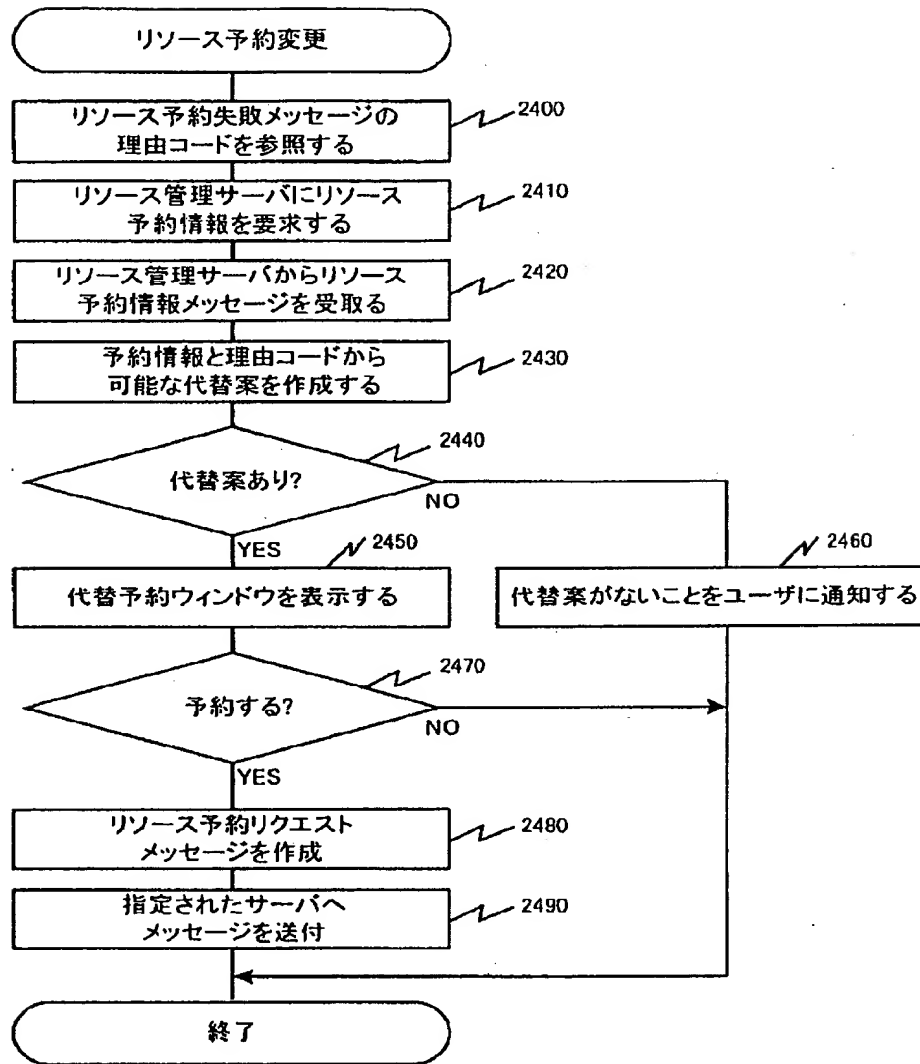 リソース予約変更
リソース予約失敗メッセージの
理由コードを参照する
2400
リソース管理サーバにリソース
予約情報を要求する
2410
リソース管理サーバからリソース
予約情報メッセージを受取る
2420
予約情報と理由コードから
可能な代替案を作成する
2430
代替案あり?
2440
NO
YES
代替予約ウィンドウを表示する
2450
代替案がないことをユーザに通知する
2460
予約する?
2470
NO
YES
リソース予約リクエスト
メッセージを作成
2480
指定されたサーバへ
メッセージを送付
2490
終了